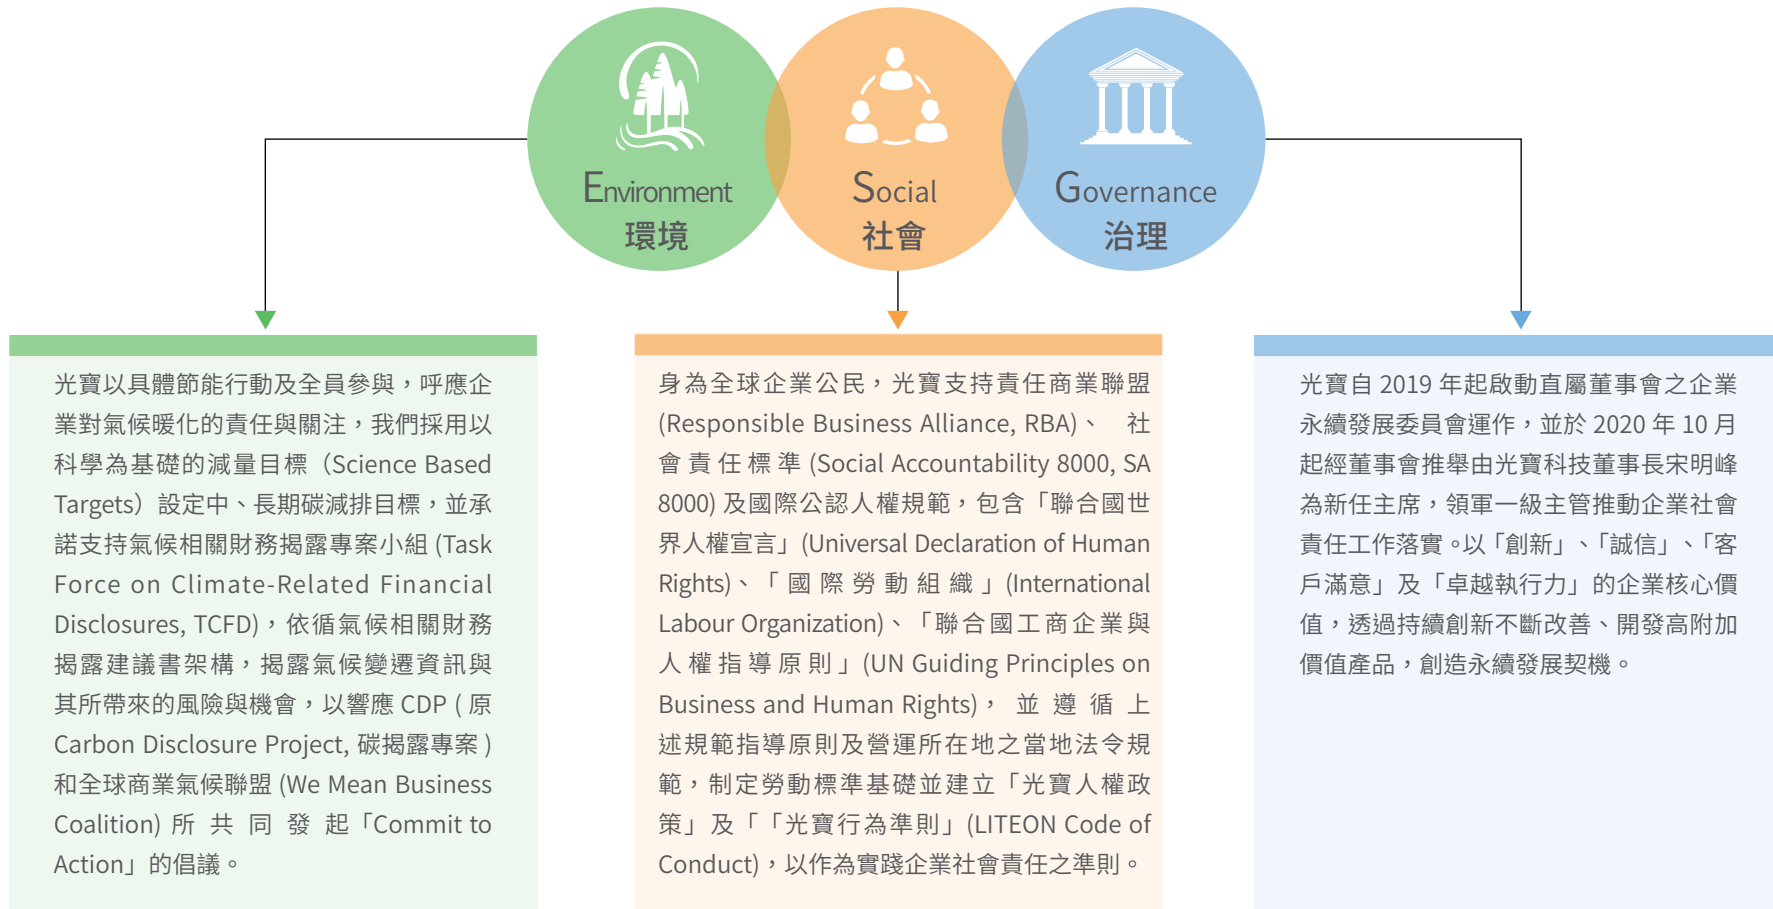 Environment
環境
Social
社會
Governance
治理
光寶以具體節能行動及全員參與，呼應企
業對氣候暖化的責任與關注，我們採用以
科學為基礎的減量目標（Science Based
Targets）設定中、長期碳減排目標，並承
諾支持氣候相關財務揭露專案小組 (Task
Force on Climate-Related Financial
Disclosures, TCFD)，依循氣候相關財務
揭露建議書架構，揭露氣候變遷資訊與
其所帶來的風險與機會，以響應 CDP ( 原
Carbon Disclosure Project, 碳揭露專案 )
和全球商業氣候聯盟 (We Mean Business
Coalition) 所 共 同 發 起「Commit to
Action」的倡議。
身為全球企業公民，光寶支持責任商業聯盟
(Responsible Business Alliance, RBA)、 社
會責任標準 (Social Accountability 8000, SA
8000) 及國際公認人權規範，包含「聯合國世
界人權宣言」(Universal Declaration of Human
Rights)、「國際勞動組織」(International
Labour Organization)、「聯合國工商企業與
人權指導原則」(UN Guiding Principles on
Business and Human Rights)， 並 遵 循 上
述規範指導原則及營運所在地之當地法令規
範，制定勞動標準基礎並建立「光寶人權政
策」及「「光寶行為準則」(LITEON Code of
Conduct)，以作為實踐企業社會責任之準則。
光寶自 2019 年起啟動直屬董事會之企業
永續發展委員會運作，並於 2020 年 10 月
起經董事會推舉由光寶科技董事長宋明峰
為新任主席，領軍一級主管推動企業社會
責任工作落實。以「創新」、「誠信」、「客
戶滿意」及「卓越執行力」的企業核心價
值，透過持續創新不斷改善、開發高附加
價值產品，創造永續發展契機。